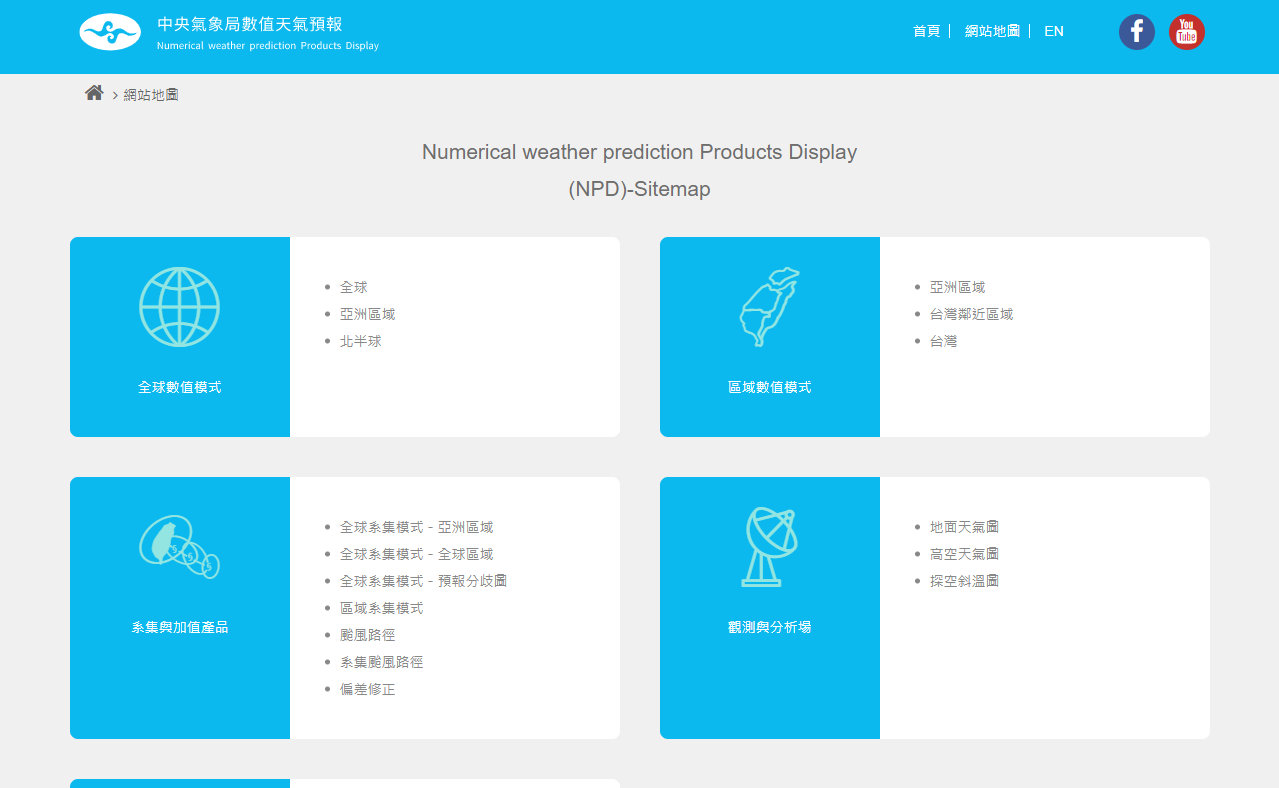 中央氣象局數值天氣預報
Numerical weather prediction Products Display
首頁
網站地圖
EN
You
Tube
> 網站地圖
Numerical weather prediction Products Display
(NPD)-Sitemap
全球數值模式
全球
亞洲區域
北半球
區域數值模式
亞洲區域
台灣鄰近區域
台灣
系集與加值產品
全球系集模式 - 亞洲區域
全球系集模式 - 全球區域
全球系集模式 - 預報分歧圖
區域系集模式
颱風路徑
系集颱風路徑
偏差修正
觀測與分析場
地面天氣圖
高空天氣圖
探空斜溫圖